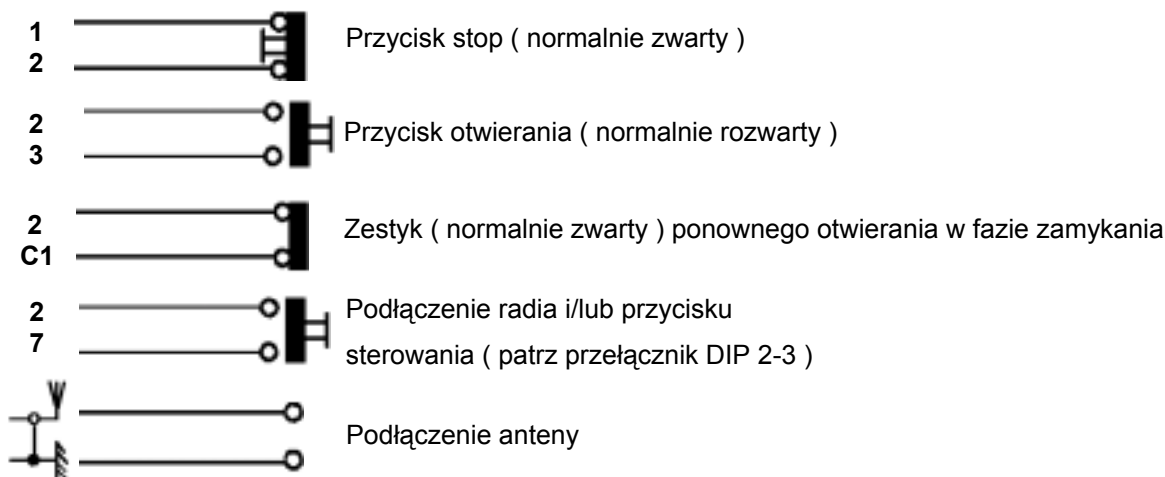 1
Przycisk stop ( normalnie zwarty )
2
2
Przycisk otwierania ( normalnie rozwarty )
3
2
Zestyk ( normalnie zwarty ) ponownego otwierania w fazie zamykania
C1
2
Podłączenie radia i/lub przycisku
7
sterowania ( patrz przełącznik DIP 2-3 )
Podłączenie anteny